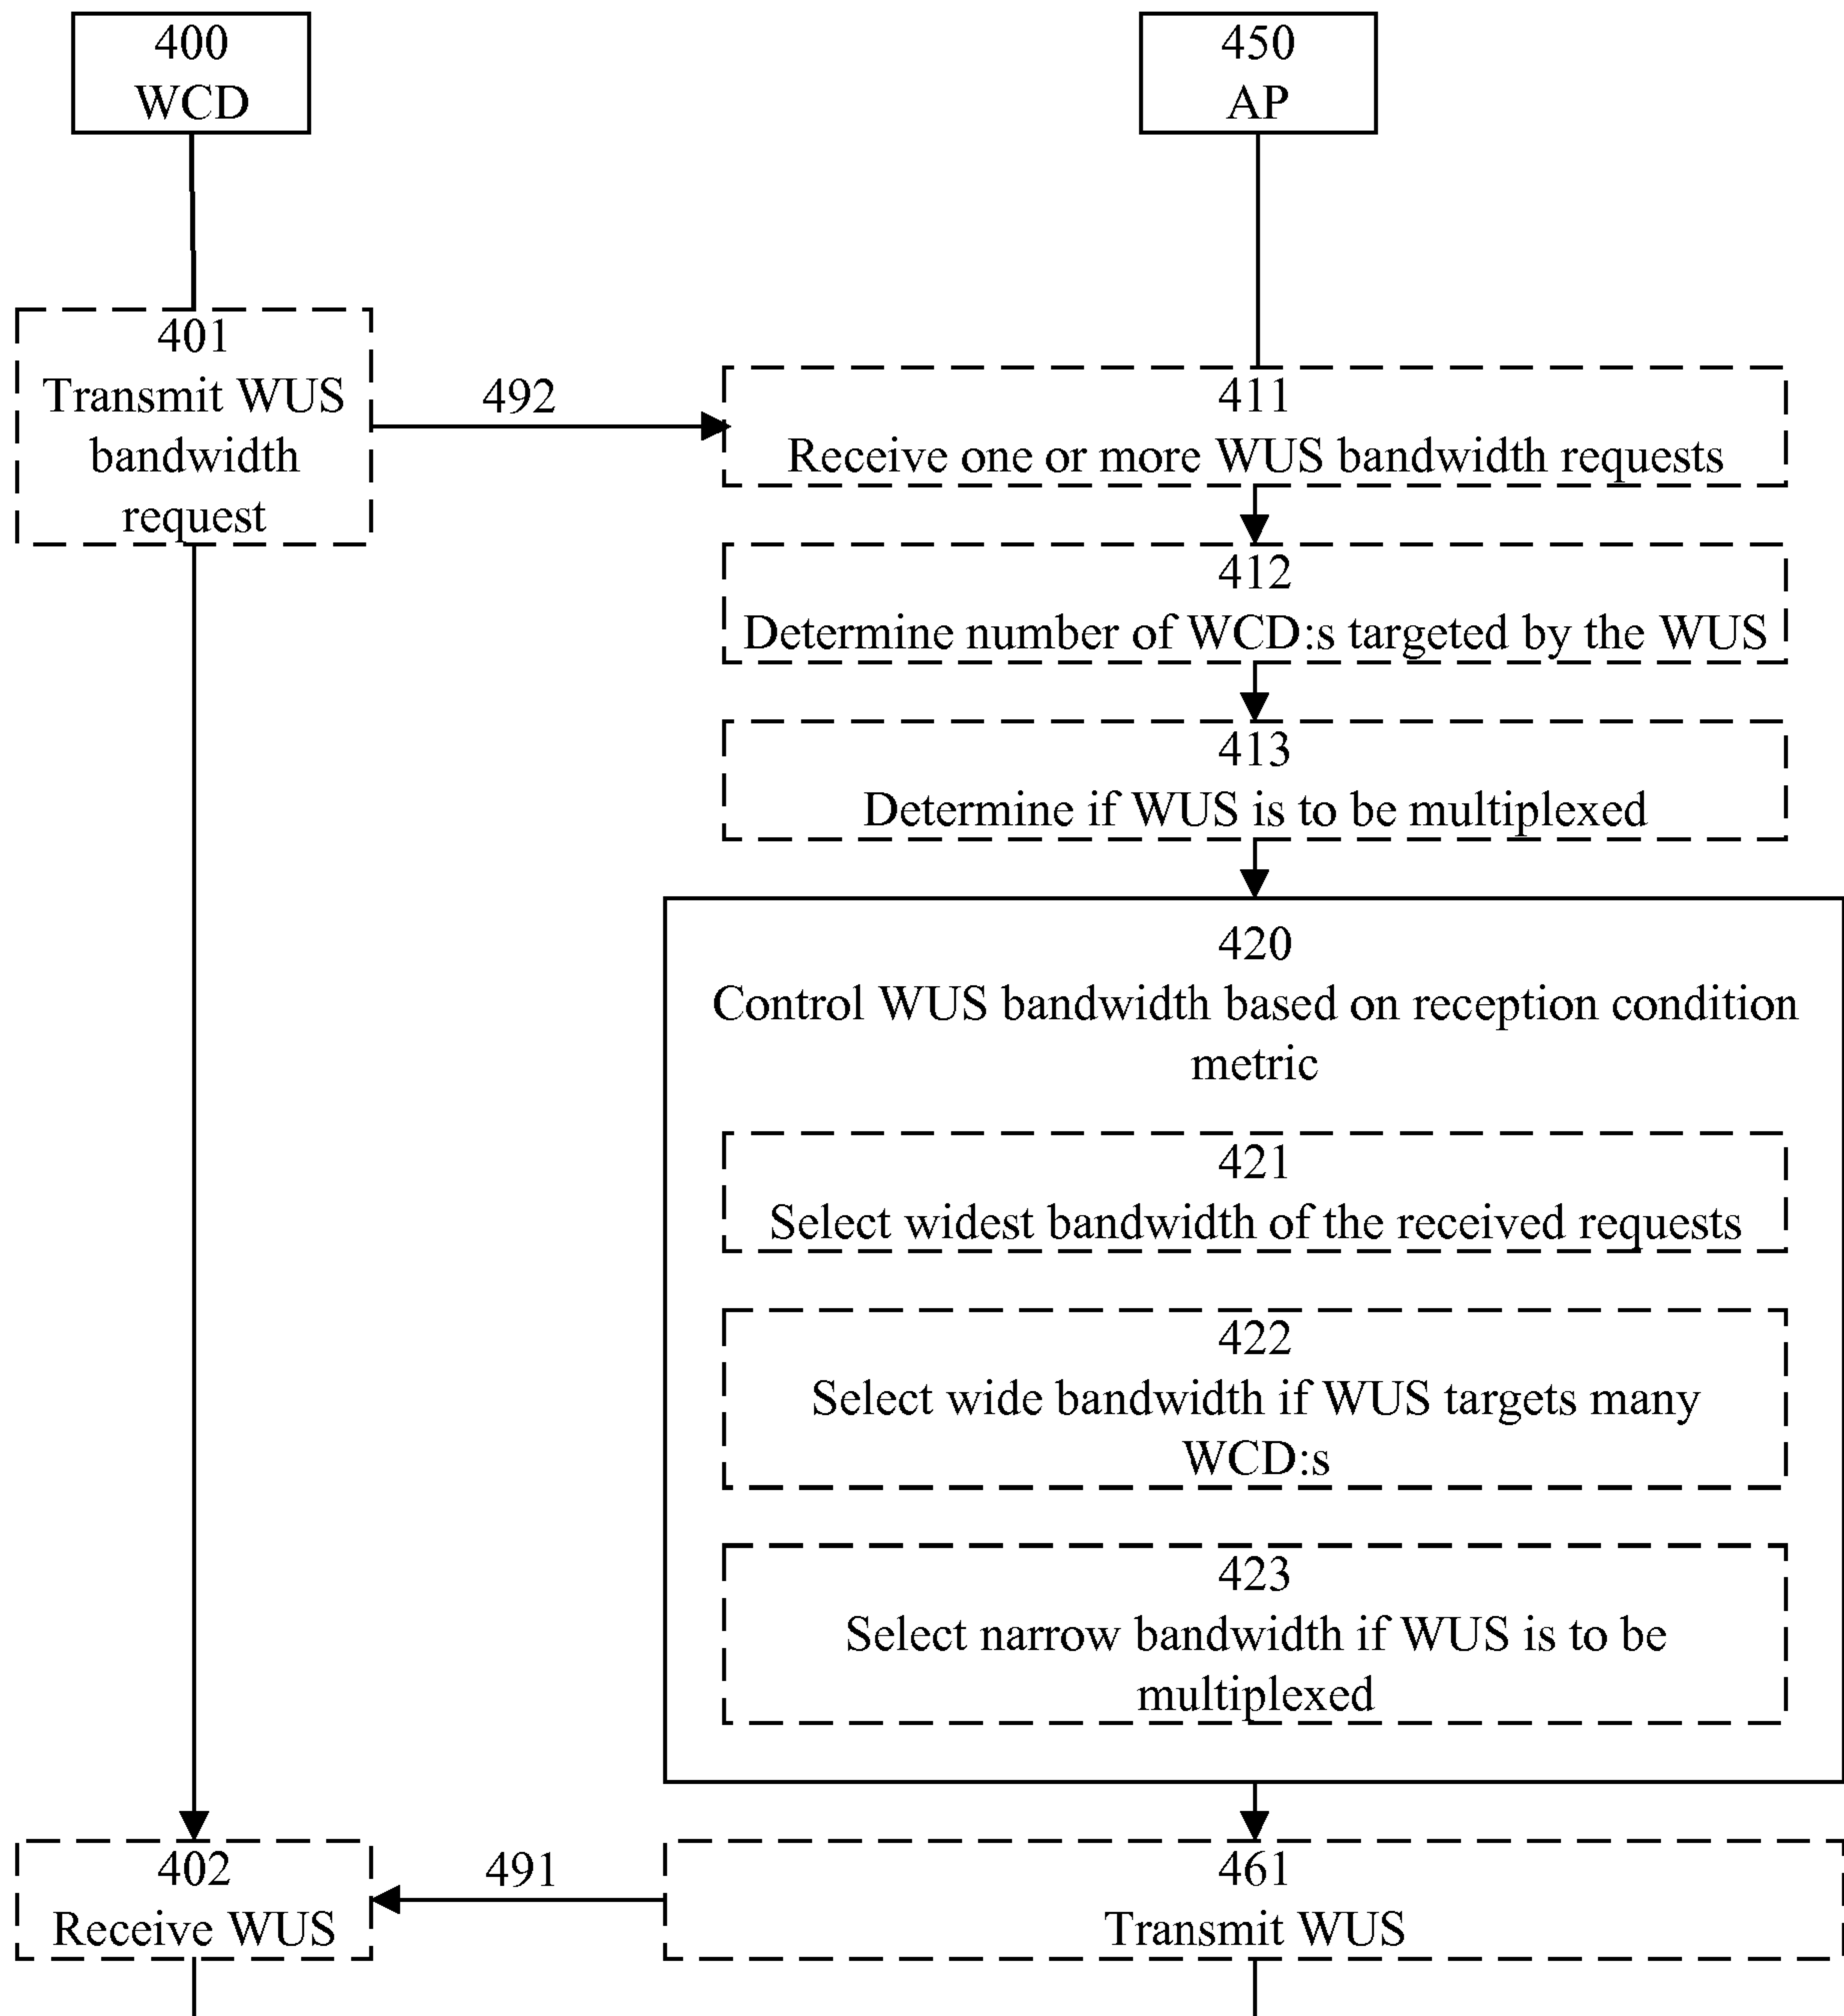 400
WCD
450
AP
401
Transmit WUS
bandwidth
request
492
411
Receive one or more WUS bandwidth requests
412
Determine number of WCD:s targeted by the WUS
413
Determine if WUS is to be multiplexed
420
Control WUS bandwidth based on reception condition
metric
421
Select widest bandwidth of the received requests
422
Select wide bandwidth if WUS targets many
WCD:s
423
Select narrow bandwidth if WUS is to be
multiplexed
402
Receive WUS
491
461
Transmit WUS